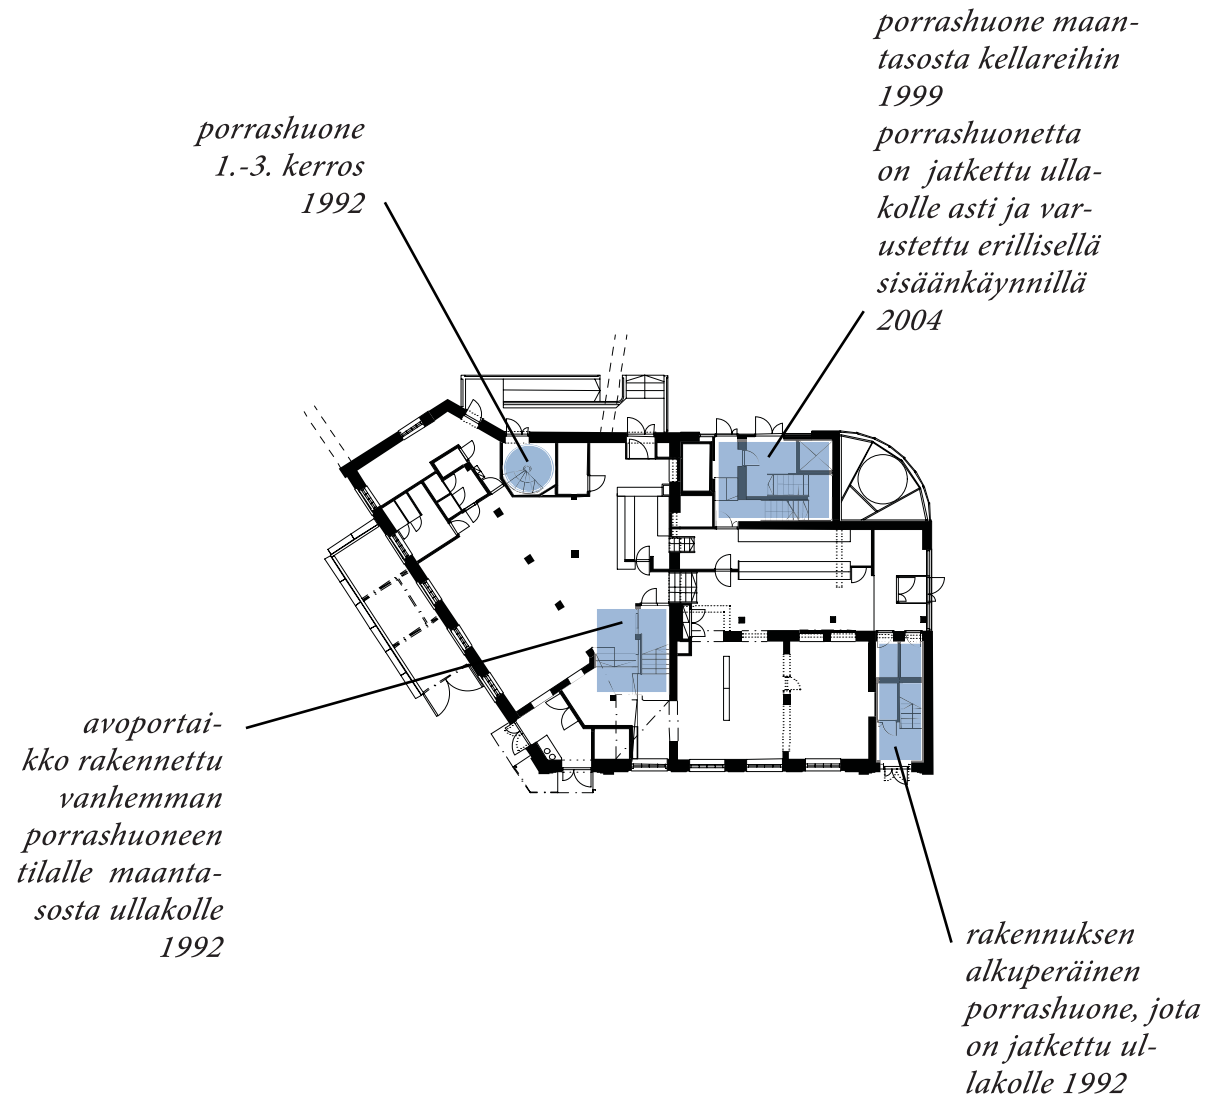 porrashuone maan-
tasosta kellareihin
1999
porrashuonetta
on jatkettu ulla-
kolle asti ja var-
ustettu erillisellä
sisäänkäynnillä
2004
porrashuone
1.-3. kerros
1992
avoportai-
kko rakennettu
vanhemman
porrashuoneen
tilalle maanta-
sosta ullakolle
1992
rakennuksen
alkuperäinen
porrashuone, jota
on jatkettu ul-
lakolle 1992